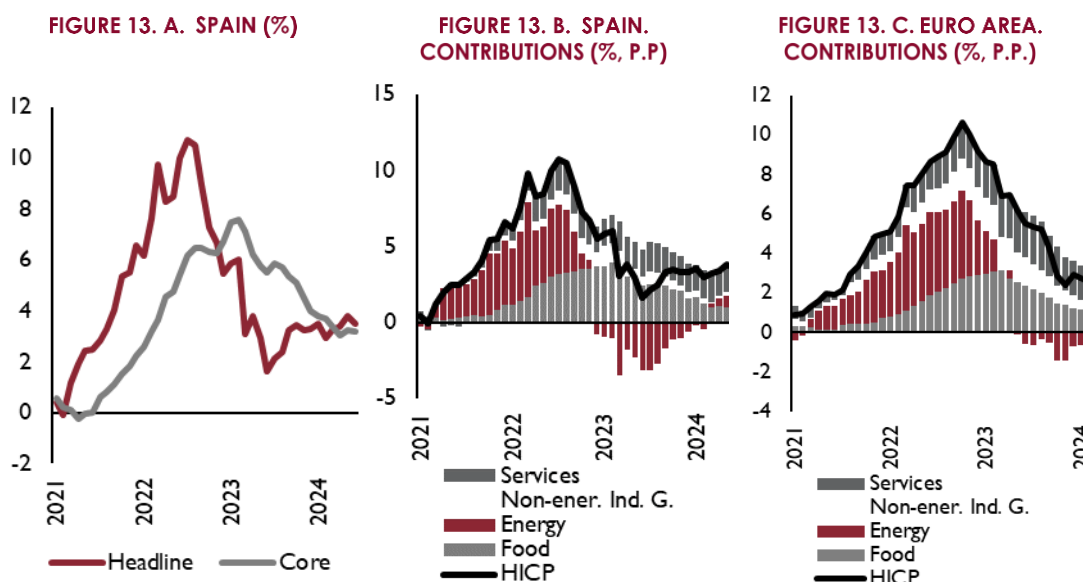 FIGURE 13. A. SPAIN (%)
12
10
8
6
4
2
0
-2
2021
2022
2023
2024
Headline
Core
FIGURE 13. B. SPAIN.
CONTRIBUTIONS (%, P.P)
15
10
5
0
-5
2021
2022
2023
2024
Services
Non-ener. Ind. G.
Energy
Food
HICP
FIGURE 13. C. EURO AREA.
CONTRIBUTIONS (%, P.P.)
12
10
8
6
4
2
0
-2
-4
2021
2022
2023
2024
Services
Non-ener. Ind. G.
Energy
Food
HICP